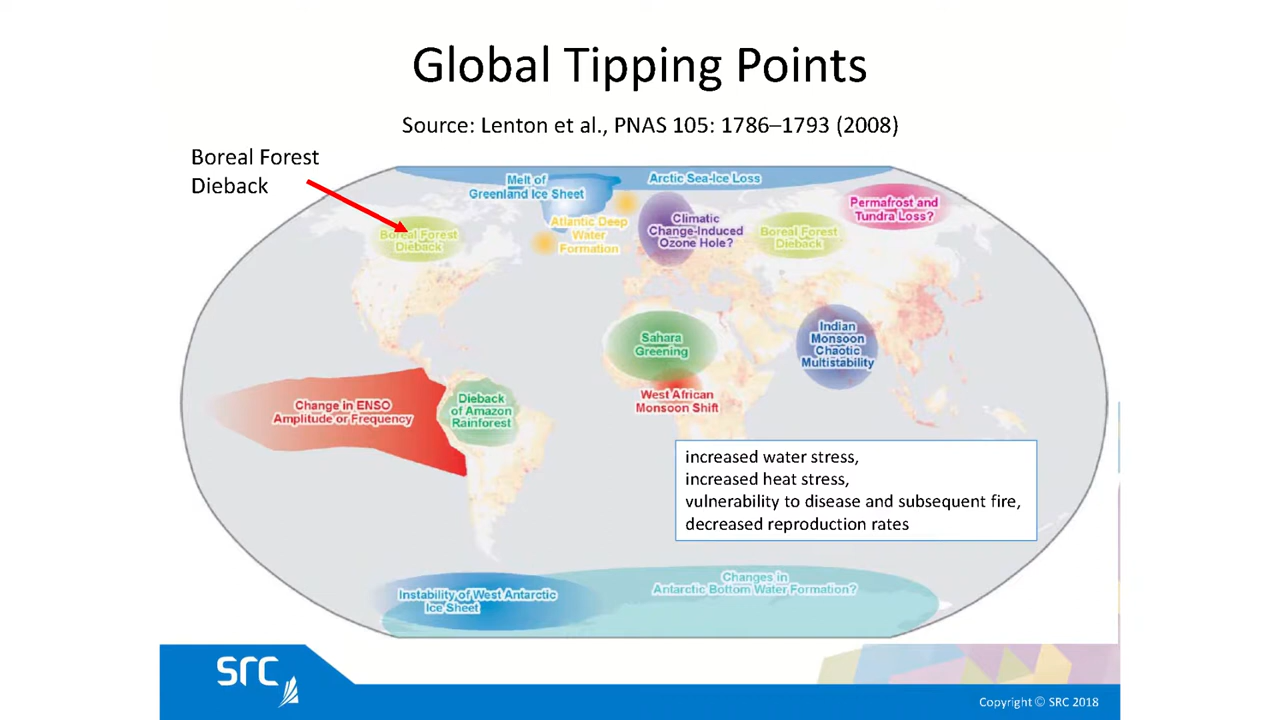 Global Tipping Points
Source: Lenton et al., PNAS 105: 1786–1793 (2008)
Boreal Forest
Dieback
Melt of
Greenland Ice Sheet
Arctic Sea-Ice Loss
Atlantic Deep
Water
Formation
Climatic
Change-Induced
Ozone Hole?
Boreal Forest
Dieback
Permafrost and
Tundra Loss?
Boreal Forest
Dieback
Sahara
Greening
Indian
Monsoon
Chaotic
Multistability
West African
Monsoon Shift
Change in ENSO
Amplitude or Frequency
Dieback
of Amazon
Rainforest
increased water stress,
increased heat stress,
vulnerability to disease and subsequent fire,
decreased reproduction rates
Instability of West Antarctic
Ice Sheet
Changes in
Antarctic Bottom Water Formation?
src
Copyright © SRC 2018